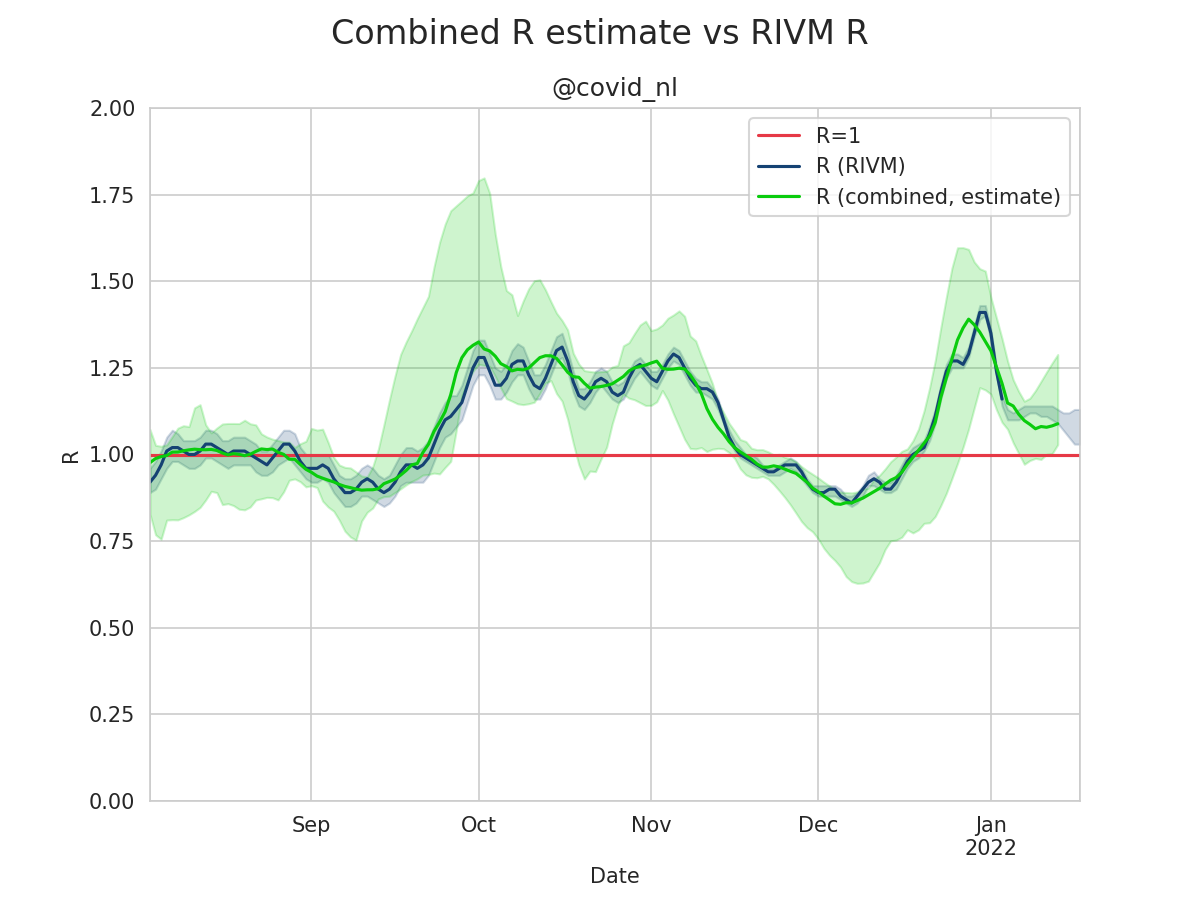 Combined R estimate vs RIVM R
@covid_nl
R=1
R (RIVM)
R (combined, estimate)
2.00
1.75
1.50
1.25
1.00
0.75
0.50
0.25
0.00
R
Sep Oct Nov Dec Jan
2022
Date